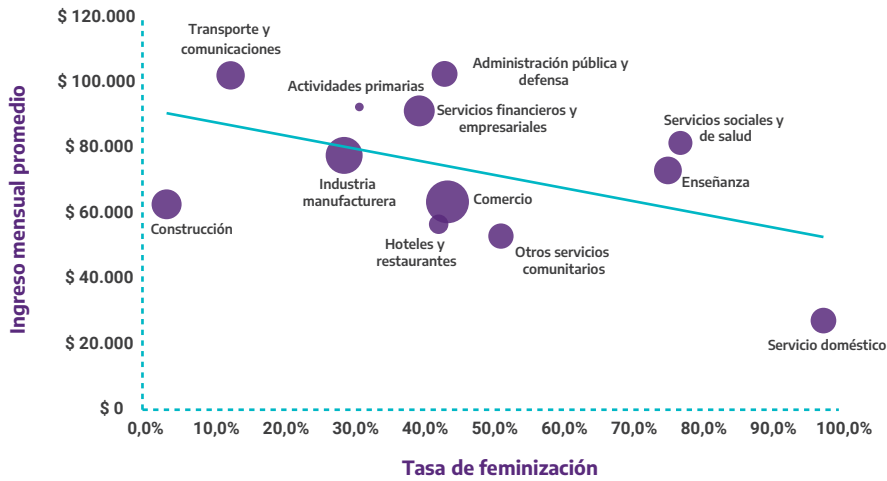 $ 120.000
$ 100.000
$ 80.000
$ 60.000
$ 40.000
$ 20.000
$ 0
Ingreso mensual promedio
Transporte y
comunicaciones
Actividades primarias
Administración pública y
defensa
Servicios financieros y
empresariales
Servicios sociales y
de salud
Enseñanza
Industria
manufacturera
Comercio
Construcción
Hoteles y
restaurantes
Otros servicios
comunitarios
Servicio doméstico
0,0%
10,0%
20,0%
30,0%
40,0%
50,0%
60,0%
70,0%
80,0%
90,0%
100,0%
Tasa de feminización